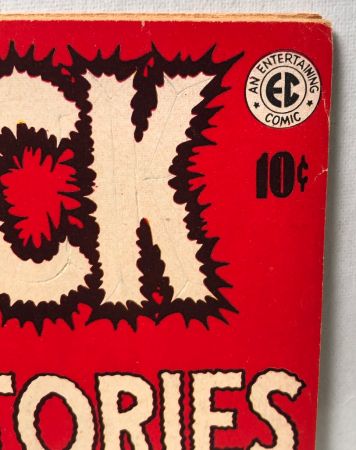 CK
AN ENTERTAINING
EC
COMIC
10¢
TORIES